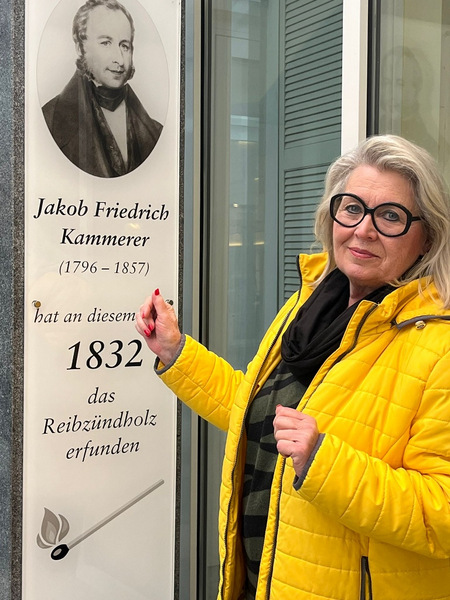 Jakob Friedrich
Kammerer
(1796 – 1857)
hat an diesem
1832
das
Reibzündholz
erfunden